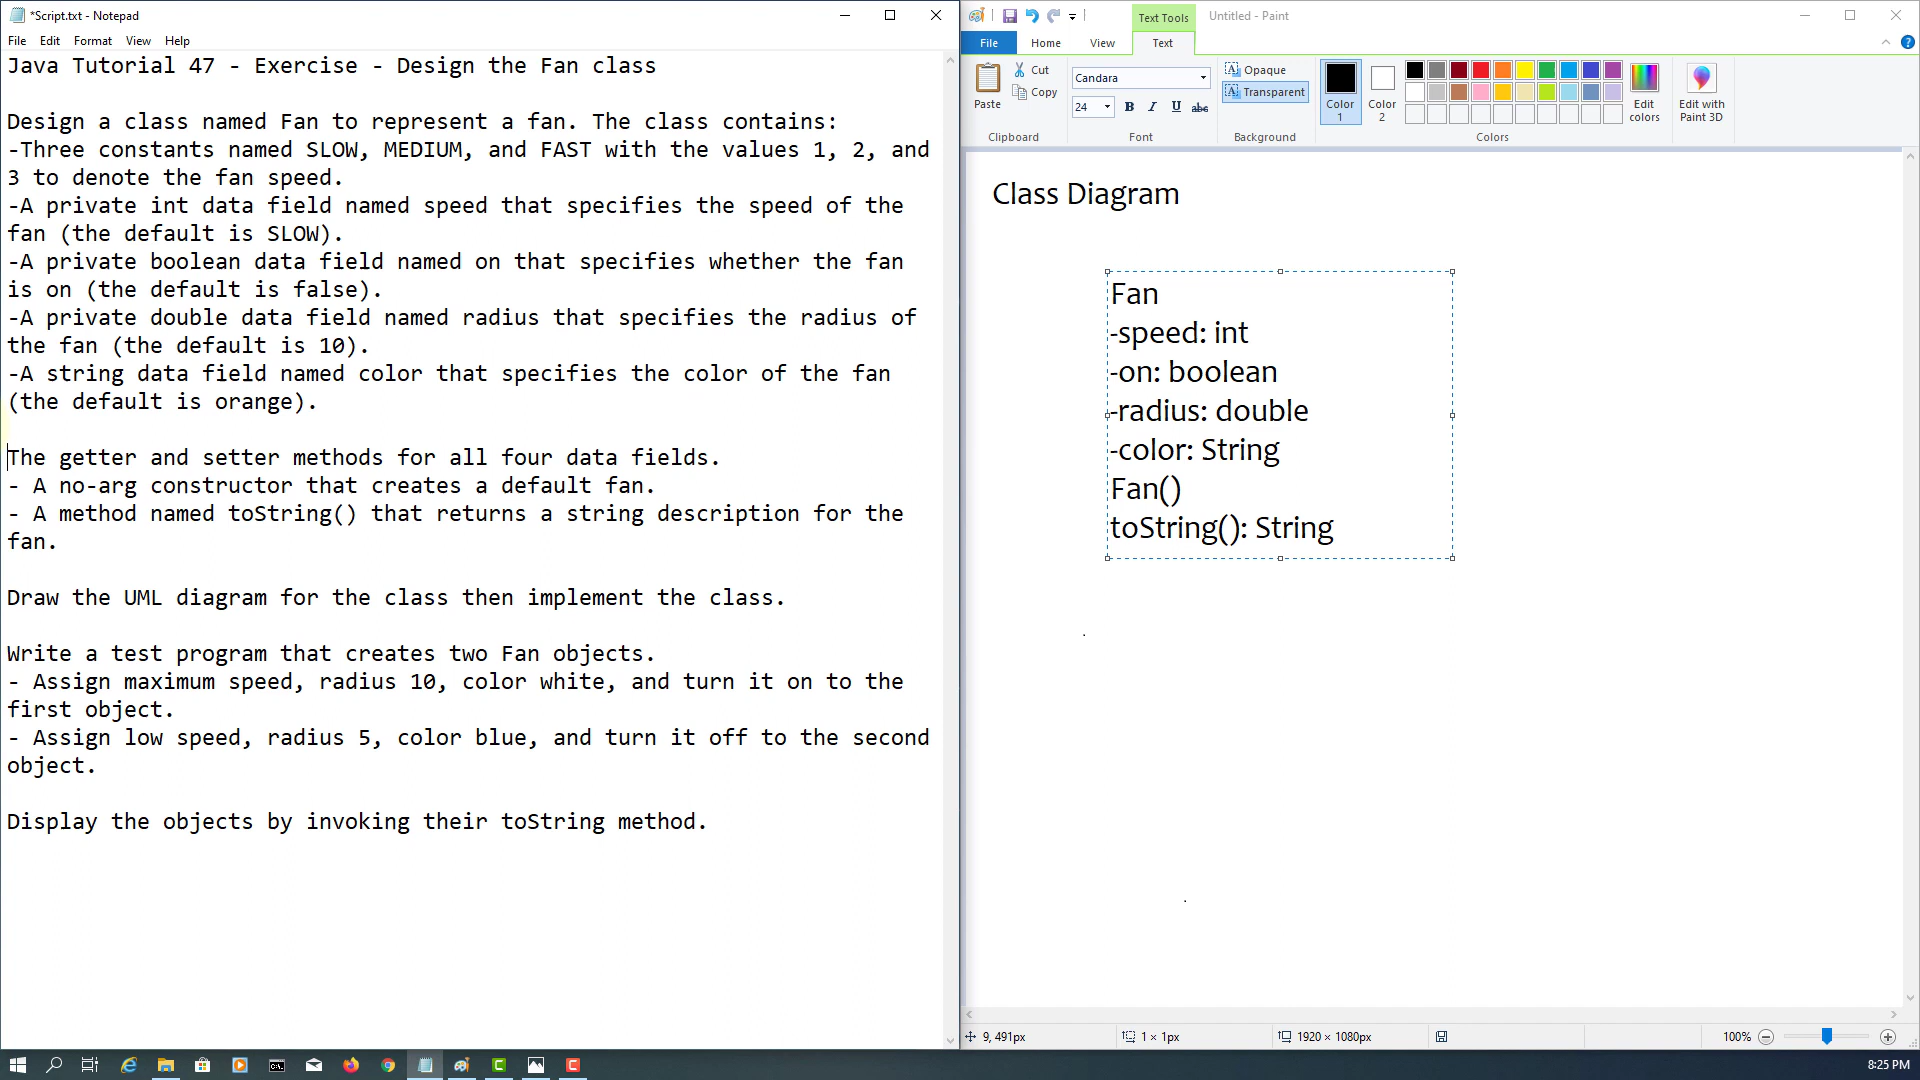 *Script.txt - Notepad
File Edit Format View Help
Java Tutorial 47 - Exercise - Design the Fan class
Design a class named Fan to represent a fan. The class contains:
-Three constants named SLOW, MEDIUM, and FAST with the values 1, 2, and
3 to denote the fan speed.
-A private int data field named speed that specifies the speed of the
fan (the default is SLOW).
-A private boolean data field named on that specifies whether the fan
is on (the default is false).
-A private double data field named radius that specifies the radius of
the fan (the default is 10).
-A string data field named color that specifies the color of the fan
(the default is orange).
The getter and setter methods for all four data fields.
- A no-arg constructor that creates a default fan.
- A method named toString() that returns a string description for the
fan.
Draw the UML diagram for the class then implement the class.
Write a test program that creates two Fan objects.
- Assign maximum speed, radius 10, color white, and turn it on to the
first object.
- Assign low speed, radius 5, color blue, and turn it off to the second
object.
Display the objects by invoking their toString method.
Text Tools
Untitled - Paint
File Home View Text
Paste
Cut
Copy
Clipboard
Candara
24 B I U abc
Font
Opaque
Transparent
Background
Color 1
Color 2
Edit colors
Colors
Edit with Paint 3D
Class Diagram
Fan
-speed: int
-on: boolean
-radius: double
-color: String
Fan()
toString(): String
9, 491px
1 × 1px
1920 × 1080px
100%
8:25 PM